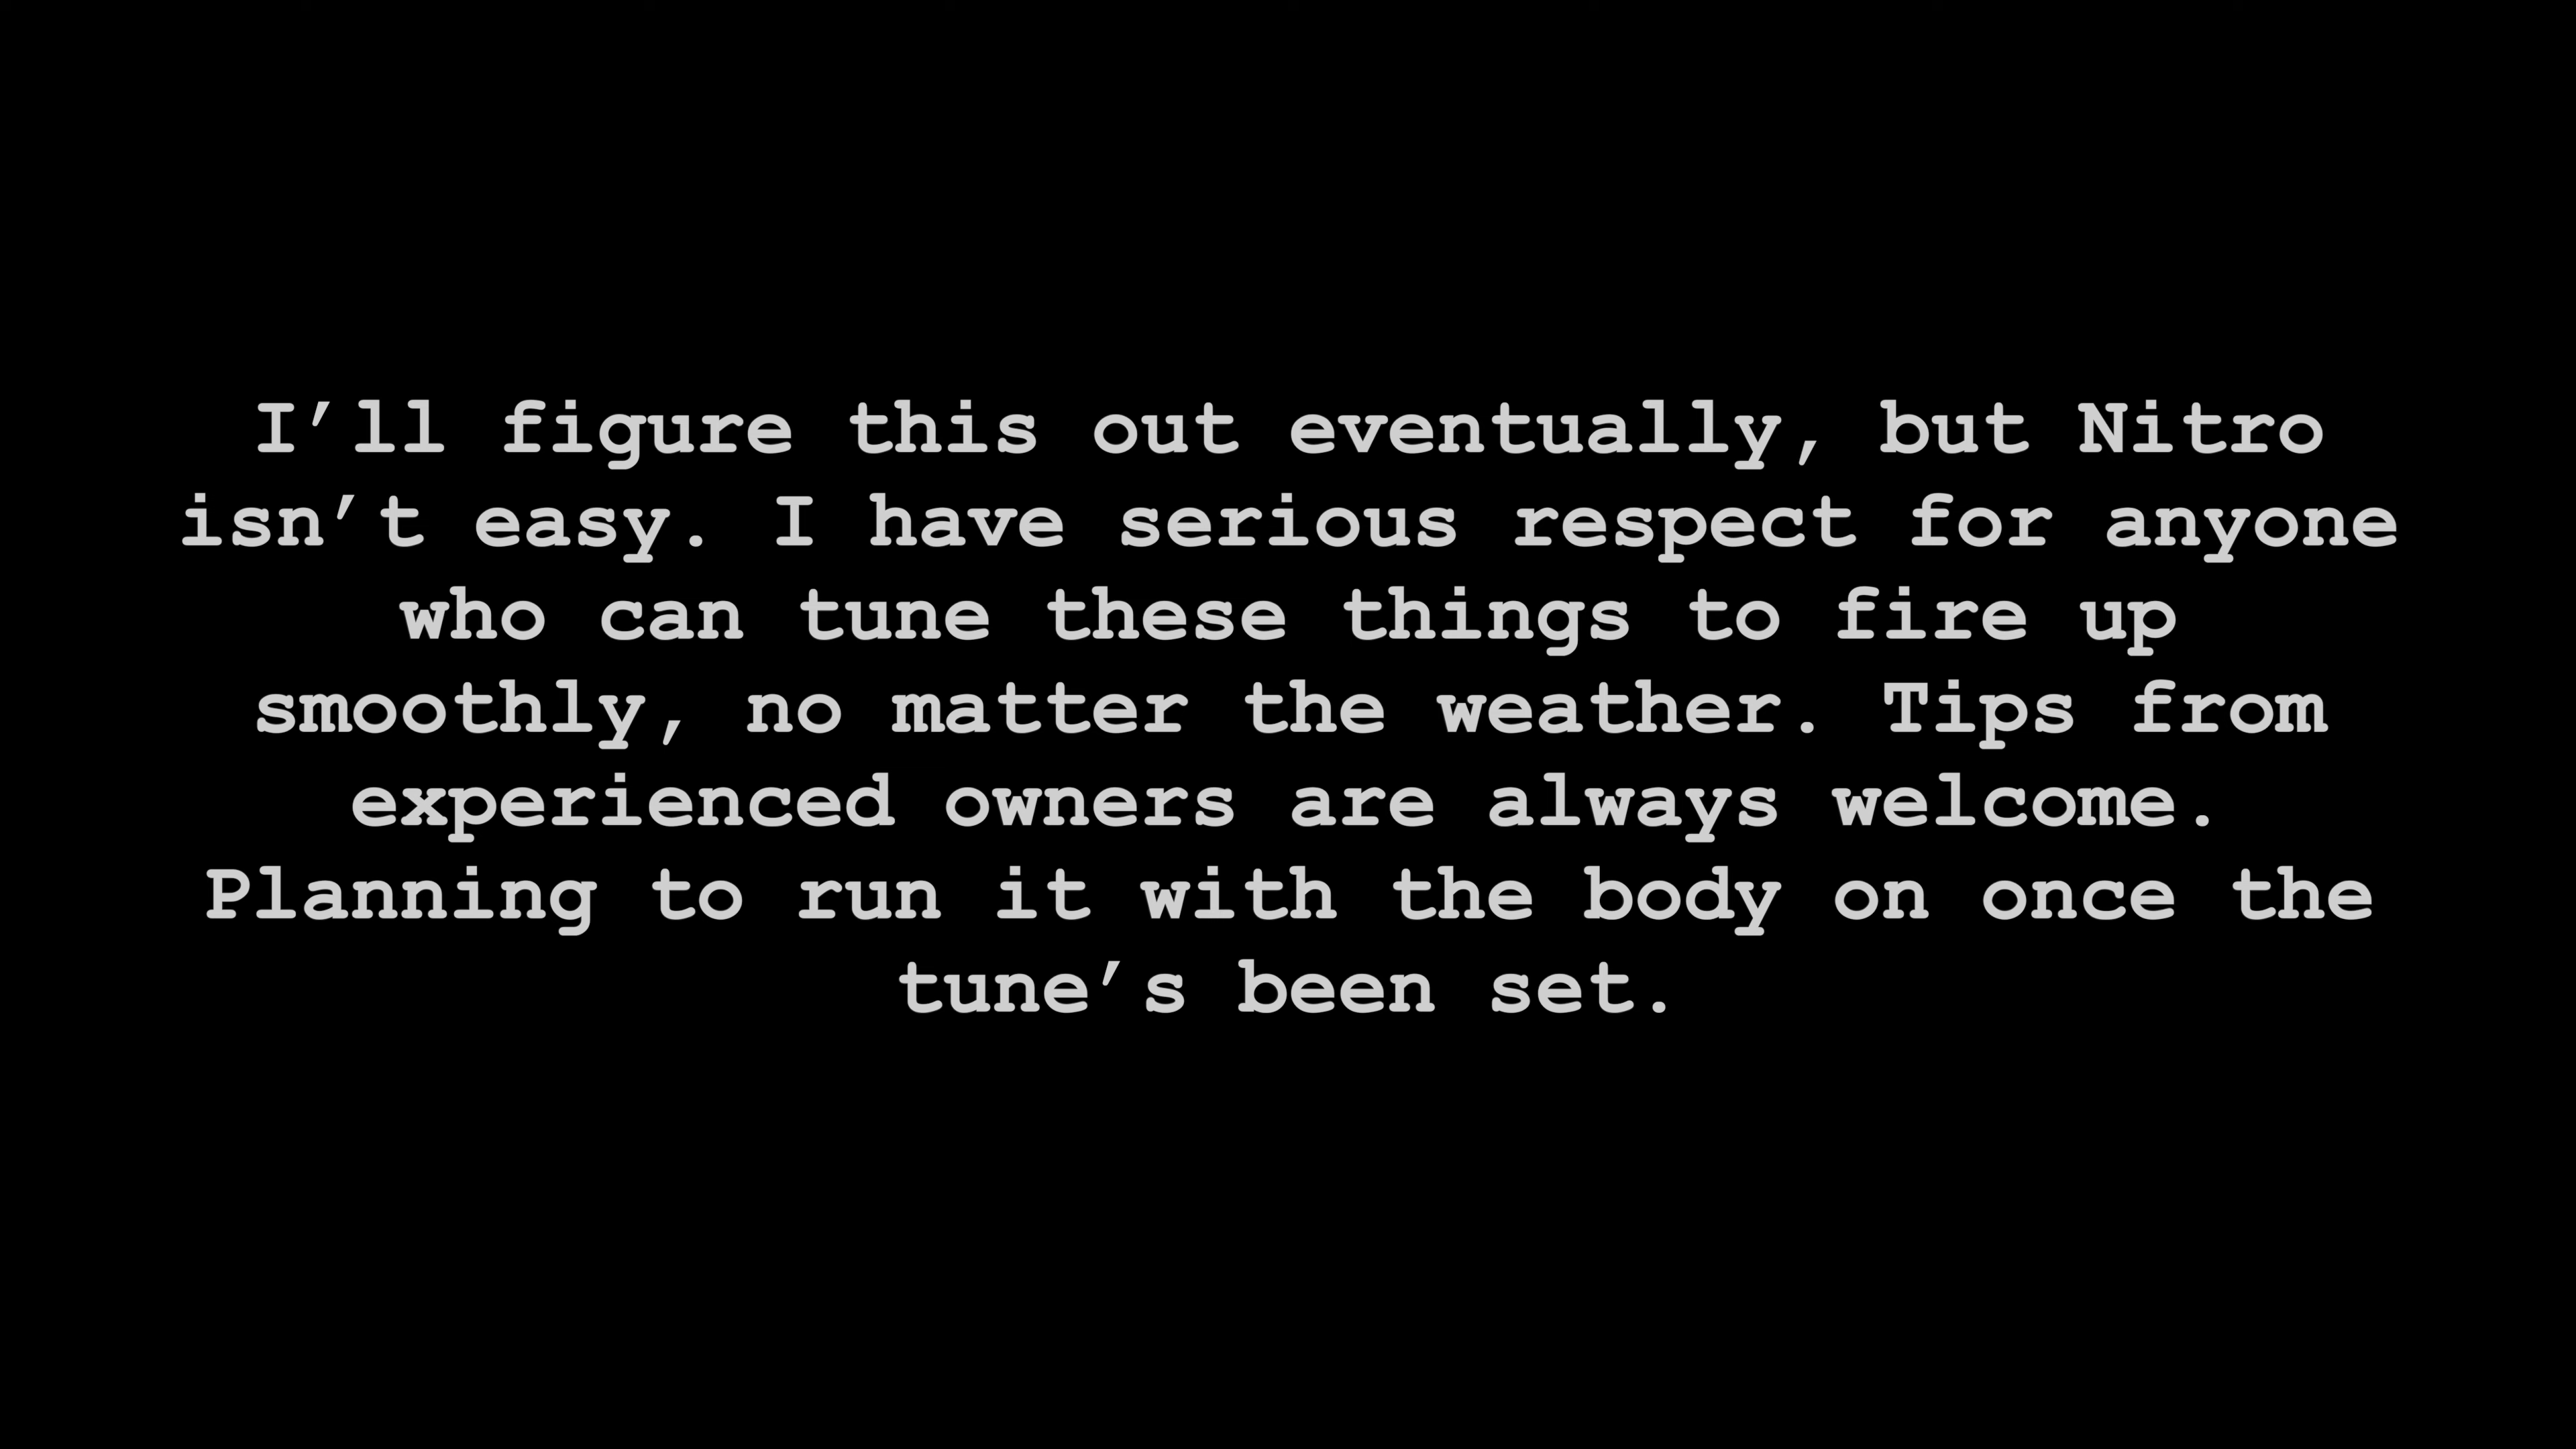 I’ll figure this out eventually, but Nitro
isn’t easy. I have serious respect for anyone
who can tune these things to fire up
smoothly, no matter the weather. Tips from
experienced owners are always welcome.
Planning to run it with the body on once the
tune’s been set.